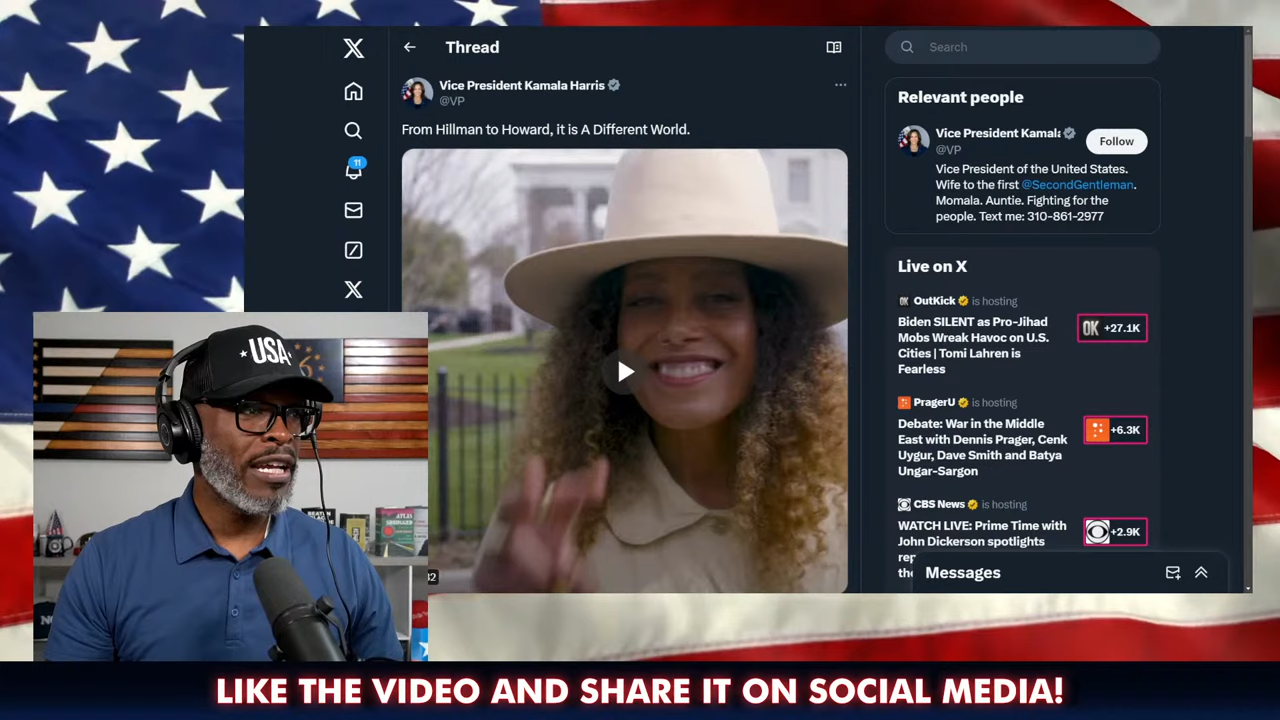 Thread
Search
Vice President Kamala Harris
@VP
From Hillman to Howard, it is A Different World.
Relevant people
Vice President Kamala
@VP
Follow
Vice President of the United States.
Wife to the first @SecondGentleman.
Momala. Auntie. Fighting for the
people. Text me: 310-861-2977
11
Live on X
OutKick is hosting
Biden SILENT as Pro-Jihad
Mobs Wreak Havoc on U.S.
Cities | Tomi Lahren is
Fearless
OK +27.1K
PragerU is hosting
Debate: War in the Middle
East with Dennis Prager, Cenk
Uygur, Dave Smith and Batya
Ungar-Sargon
+6.3K
CBS News is hosting
WATCH LIVE: Prime Time with
John Dickerson spotlights
+2.9K
Messages
USA
ATLAS
SHRUGGED
LIKE THE VIDEO AND SHARE IT ON SOCIAL MEDIA!